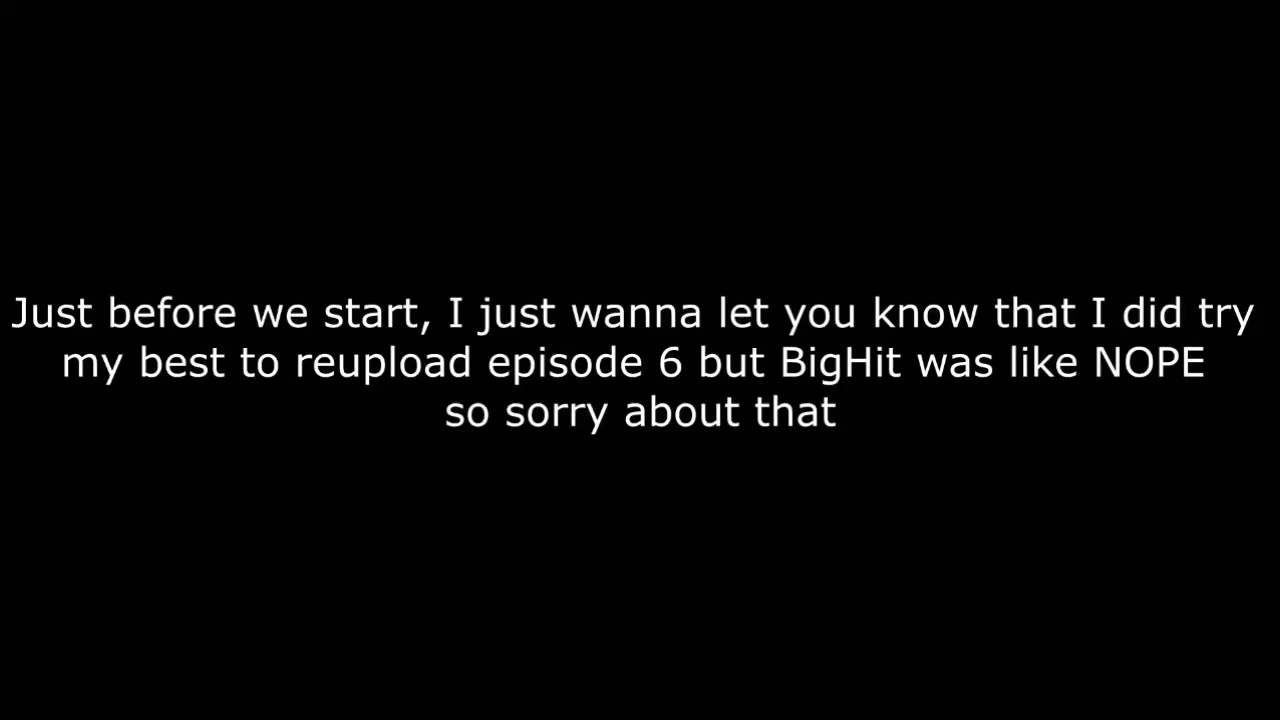 Just before we start, I just wanna let you know that I did try
my best to reupload episode 6 but BigHit was like NOPE
so sorry about that